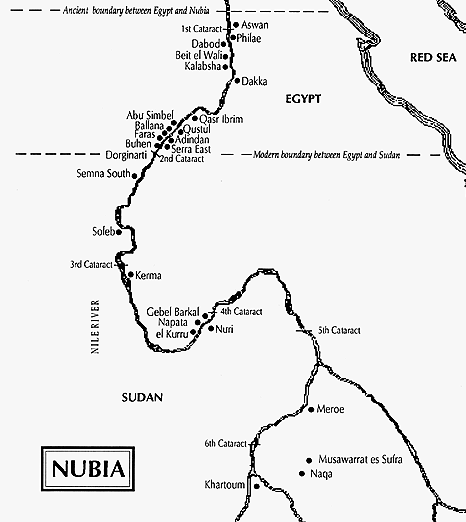 Ancient boundary between Egypt and Nubia
Aswan
1st Cataract
Philae
Dabod
Beit el Wali
Kalabsha
RED SEA
Dakka
EGYPT
Abu Simbel
Qasr Ibrim
Ballana
Qustul
Faras
Adindan
Buhen
Serra East
Dorginarti
2nd Cataract
Modern boundary between Egypt and Sudan
Semna South
Soleb
3rd Cataract
Kerma
NILE RIVER
Gebel Barkal
4th Cataract
Napata
el Kurru
Nuri
5th Cataract
SUDAN
Meroe
6th Cataract
Musawarrat es Sufra
Naqa
Khartoum
NUBIA